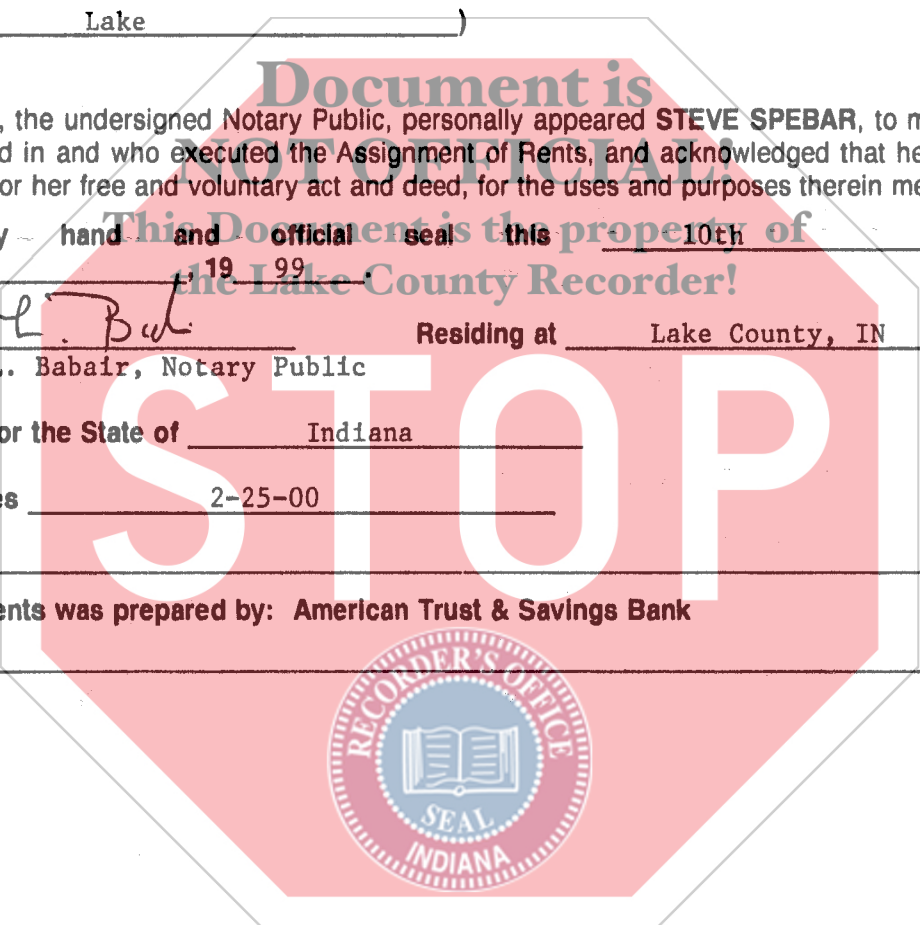 Lake )
Document is
, the undersigned Notary Public, personally appeared STEVE SPEBAR, to m
d in and who executed the Assignment of Rents, and acknowledged that he
NOT OFFICIAL!
or her free and voluntary act and deed, for the uses and purposes therein me
This Document is the property of
y hand and official seal this 10th
, 19 99 .
the Lake County Recorder!
Residing at Lake County, IN
. Babair, Notary Public
or the State of Indiana
STOP
es 2-25-00
ents was prepared by: American Trust & Savings Bank
RECORDER'S OFFICE
SEAL
INDIANA